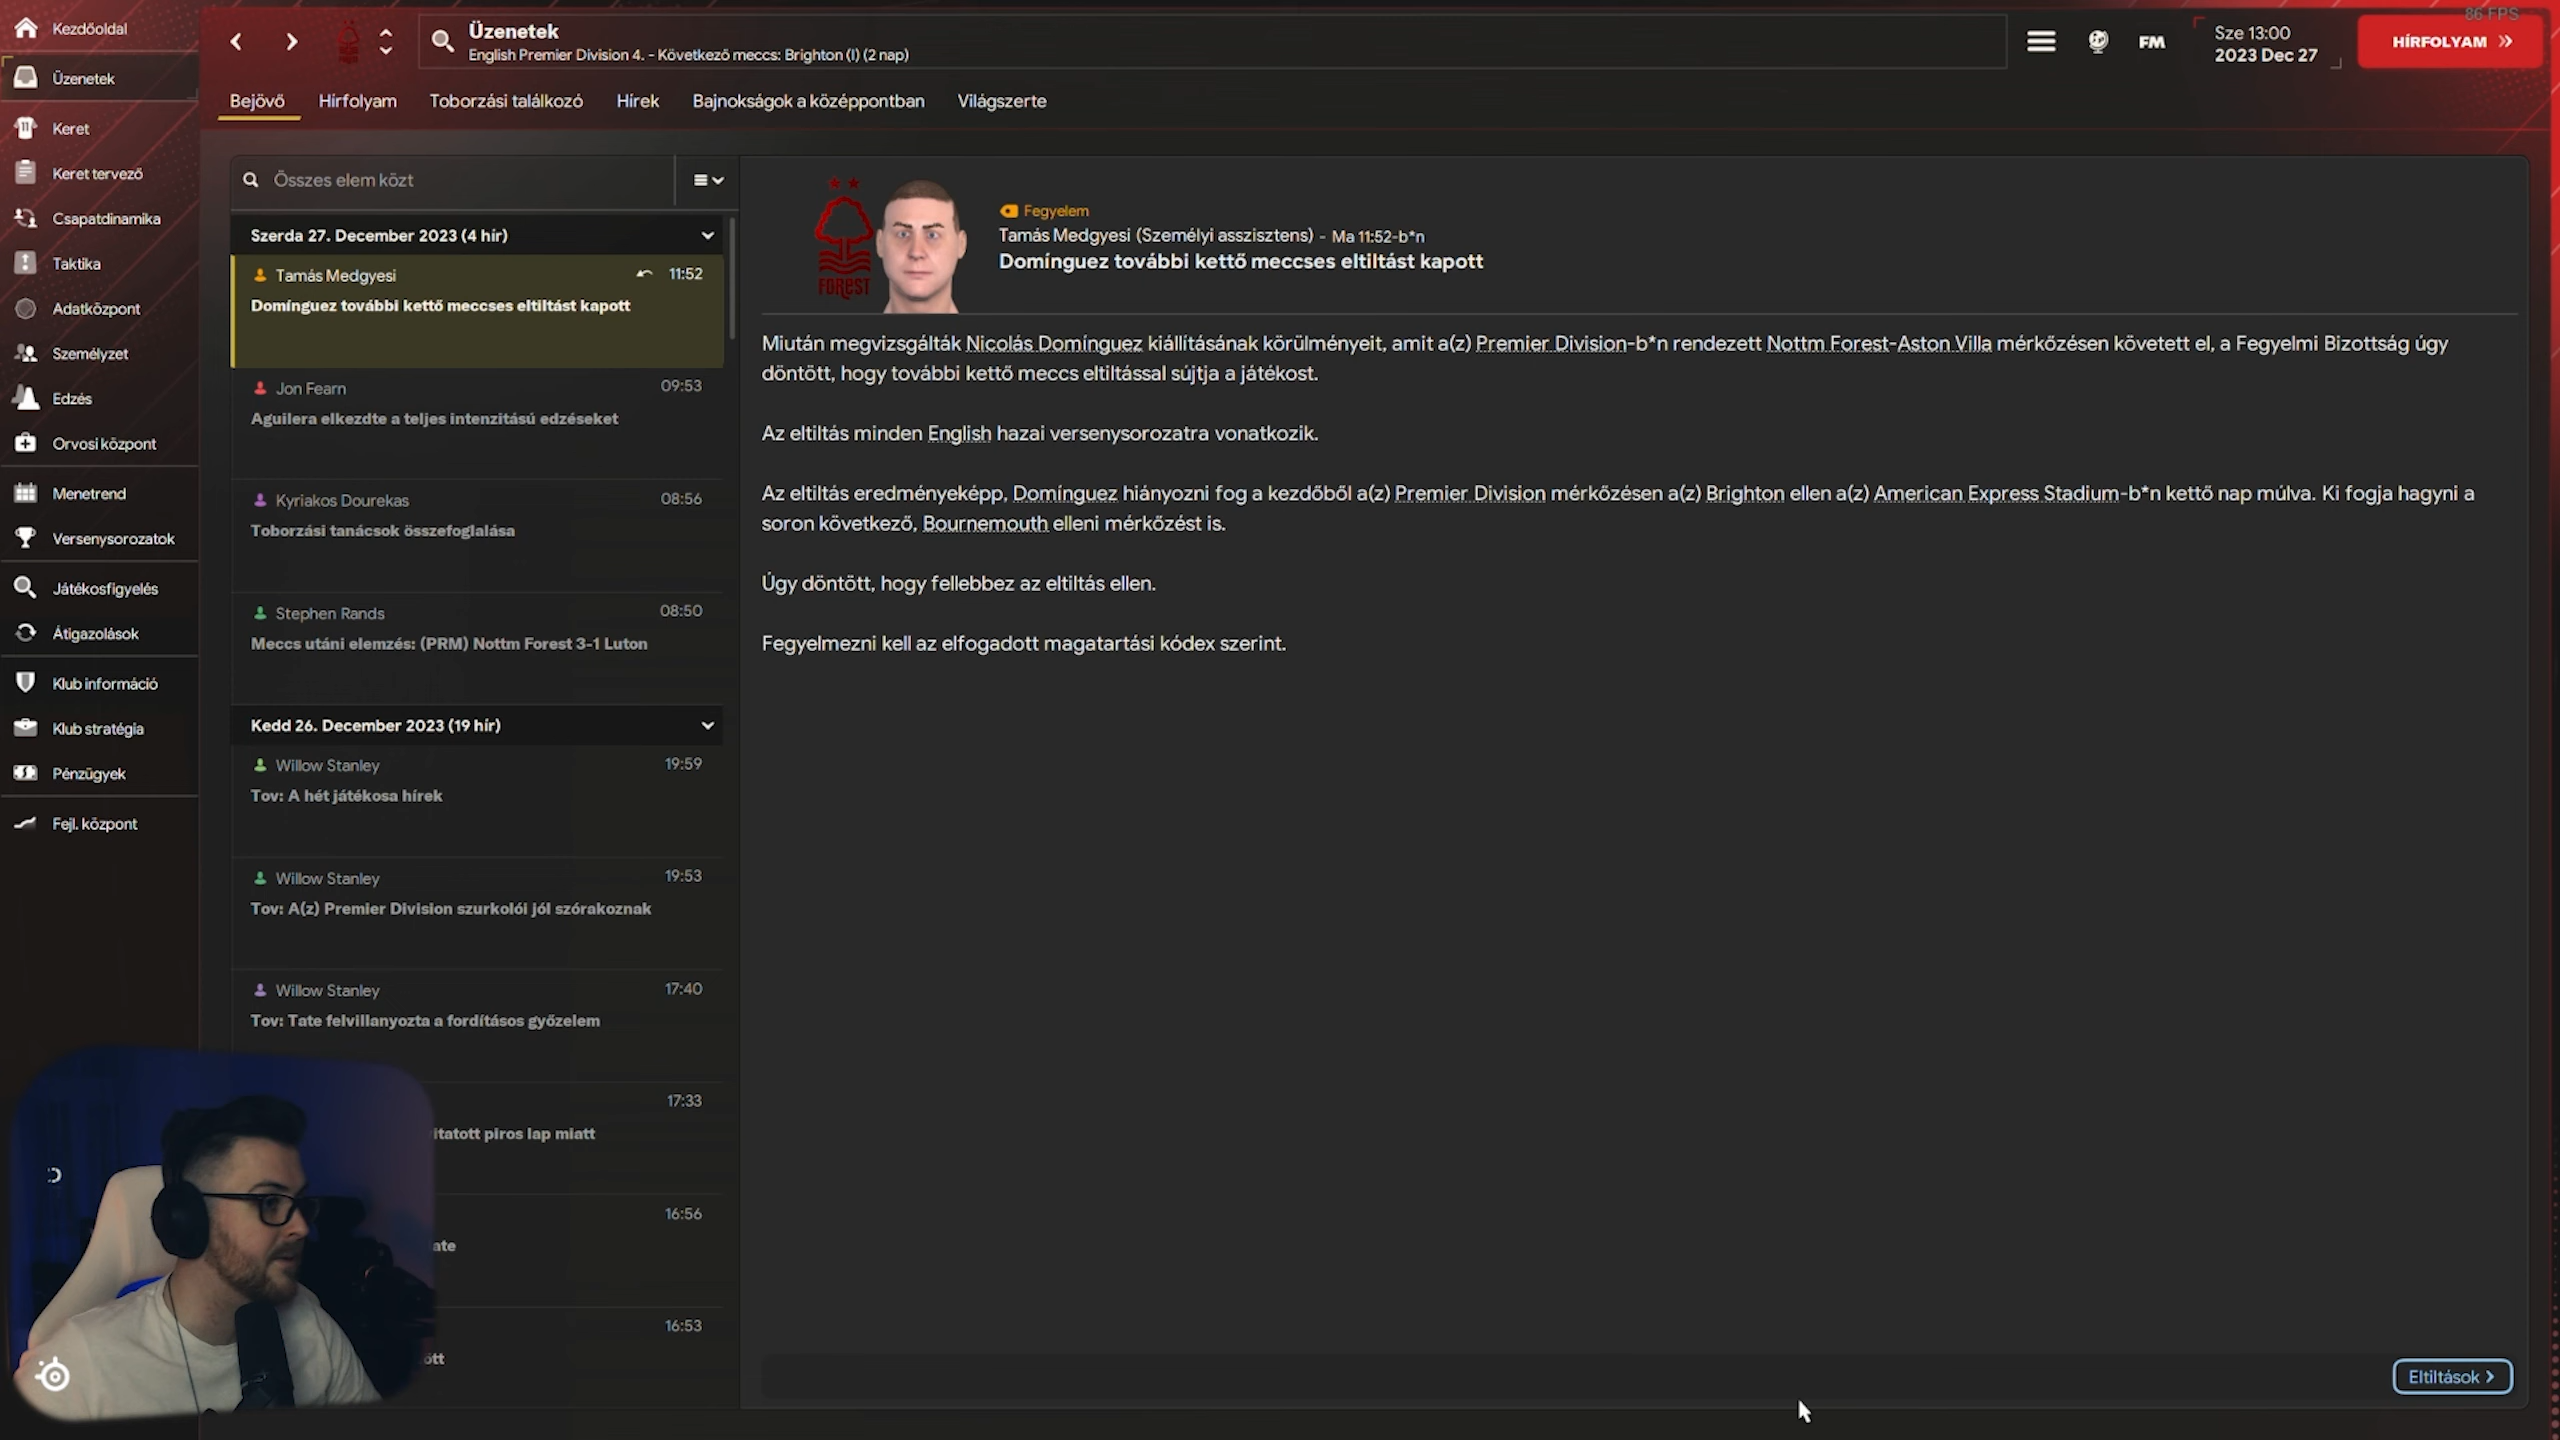 86 FPS
Kezdőoldal
Üzenetek
Keret
Keret tervező
Csapatdinamika
Taktika
Adatközpont
Személyzet
Edzés
Orvosi központ
Menetrend
Versenysorozatok
Játékosfigyelés
Átigazolások
Klub információ
Klub stratégia
Pénzügyek
Fejl. központ
Üzenetek
English Premier Division 4. - Következő meccs: Brighton (I) (2 nap)
FM
Sze 13:00
2023 Dec 27
HÍRFOLYAM
Bejövő Hírfolyam Toborzási találkozó Hírek Bajnokságok a középpontban Világszerte
Összes elem közt
Szerda 27. December 2023 (4 hír)
Tamás Medgyesi 11:52
Domínguez további kettő meccses eltiltást kapott
Jon Fearn 09:53
Aguilera elkezdte a teljes intenzitású edzéseket
Kyriakos Dourekas 08:56
Toborzási tanácsok összefoglalása
Stephen Rands 08:50
Meccs utáni elemzés: (PRM) Nottm Forest 3-1 Luton
Kedd 26. December 2023 (19 hír)
Willow Stanley 19:59
Tov: A hét játékosa hírek
Willow Stanley 19:53
Tov: A(z) Premier Division szurkolói jól szórakoznak
Willow Stanley 17:40
Tov: Tate felvillanyozta a fordításos győzelem
17:33
itatott piros lap miatt
16:56
ate
16:53
ött
FOREST
Fegyelem
Tamás Medgyesi (Személyi asszisztens) - Ma 11:52-b*n
Domínguez további kettő meccses eltiltást kapott
Miután megvizsgálták Nicolás Domínguez kiállításának körülményeit, amit a(z) Premier Division-b*n rendezett Nottm Forest-Aston Villa mérkőzésen követett el, a Fegyelmi Bizottság úgy
döntött, hogy további kettő meccs eltiltással sújtja a játékost.
Az eltiltás minden English hazai versenysorozatra vonatkozik.
Az eltiltás eredményeképp, Domínguez hiányozni fog a kezdőből a(z) Premier Division mérkőzésen a(z) Brighton ellen a(z) American Express Stadium-b*n kettő nap múlva. Ki fogja hagyni a
soron következő, Bournemouth elleni mérkőzést is.
Úgy döntött, hogy fellebbez az eltiltás ellen.
Fegyelmezni kell az elfogadott magatartási kódex szerint.
Eltiltások